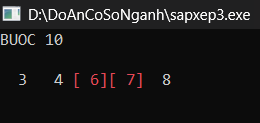 D:\DoAnCoSoNganh\sapxep3.exe
BUOC 10
3 4 [ 6][ 7] 8